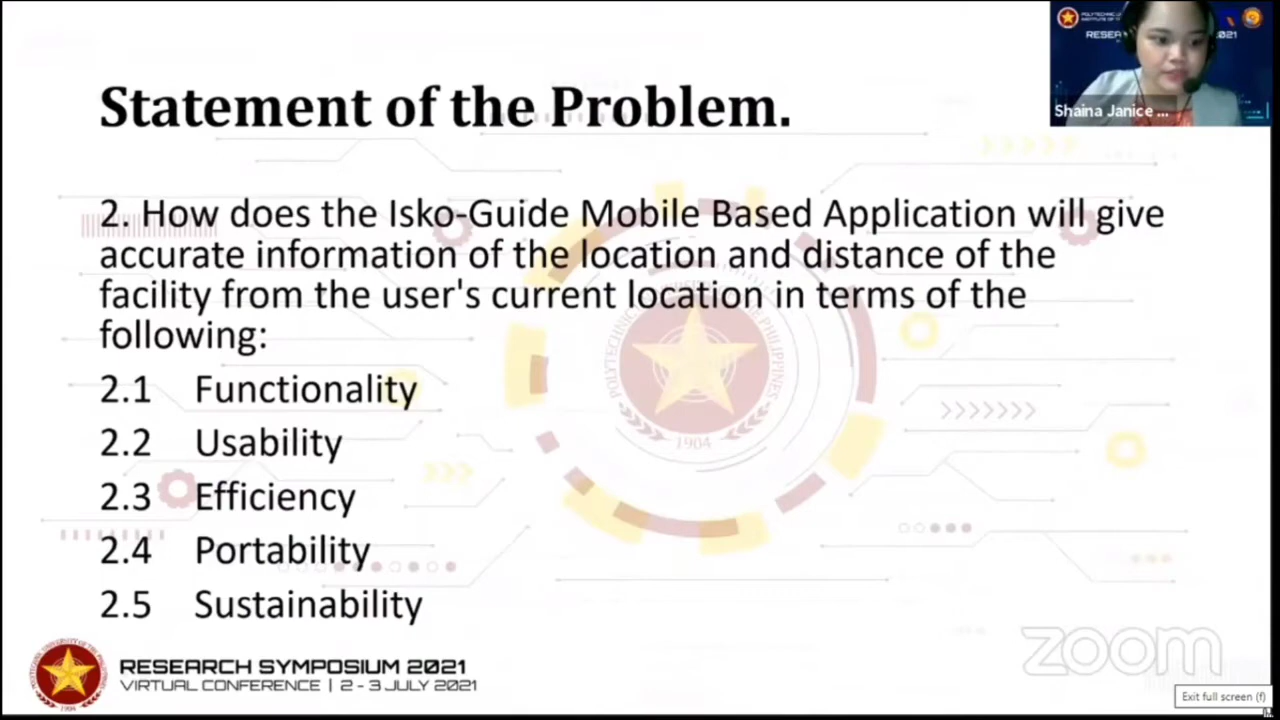 Statement of the Problem.
2. How does the Isko-Guide Mobile Based Application will give
accurate information of the location and distance of the
facility from the user's current location in terms of the
following:
2.1 Functionality
2.2 Usability
2.3 Efficiency
2.4 Portability
2.5 Sustainability
RESEARCH SYMPOSIUM 2021
VIRTUAL CONFERENCE | 2 - 3 JULY 2021
1904
Shaina Janice ...
zoom
Exit full screen (f)